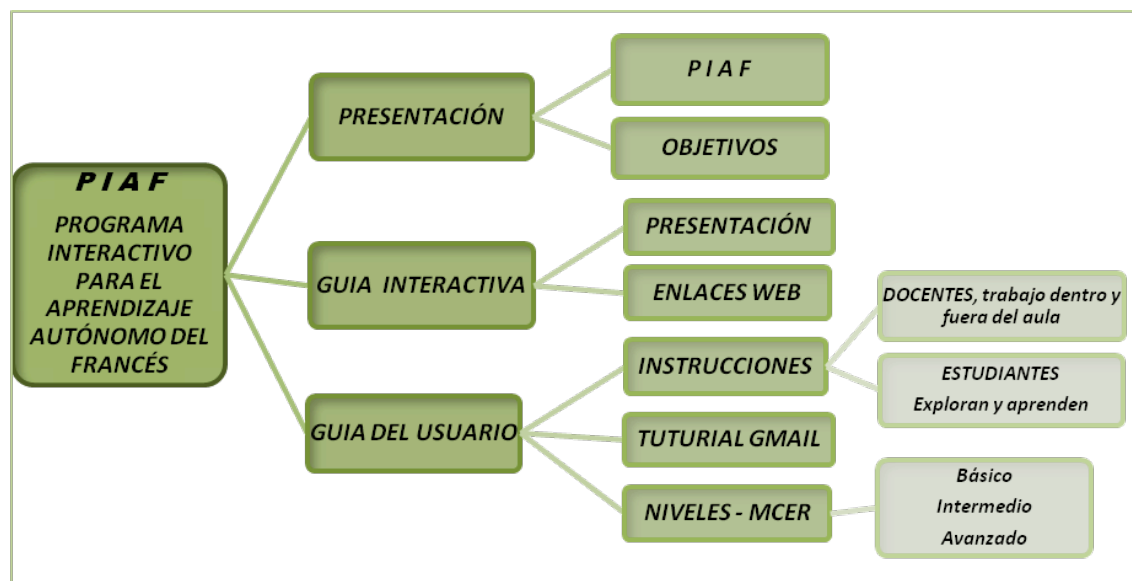 P I A F
PROGRAMA
INTERACTIVO
PARA EL
APRENDIZAJE
AUTÓNOMO DEL
FRANCÉS
PRESENTACIÓN
P I A F
OBJETIVOS
GUIA INTERACTIVA
PRESENTACIÓN
ENLACES WEB
GUIA DEL USUARIO
INSTRUCCIONES
DOCENTES, trabajo dentro y
fuera del aula
ESTUDIANTES
Exploran y aprenden
TUTURIAL GMAIL
NIVELES - MCER
Básico
Intermedio
Avanzado